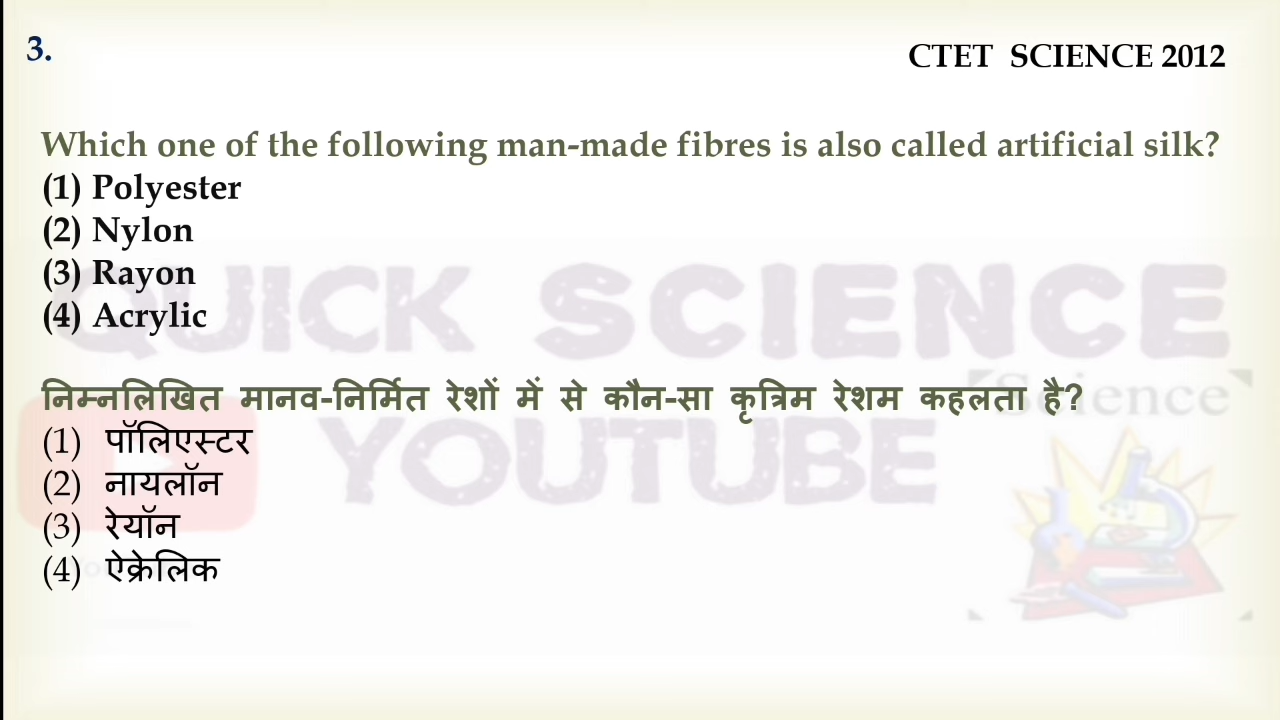 3.
CTET SCIENCE 2012
Which one of the following man-made fibres is also called artificial silk?
(1) Polyester
(2) Nylon
(3) Rayon
(4) Acrylic
QUICK SCIENCE
निम्नलिखित मानव-निर्मित रेशों में से कौन-सा कृत्रिम रेशम कहलता है?
Science
(1) पॉलिएस्टर
YOUTUBE
(2) नायलॉन
(3) रेयॉन
(4) ऐक्रेलिक